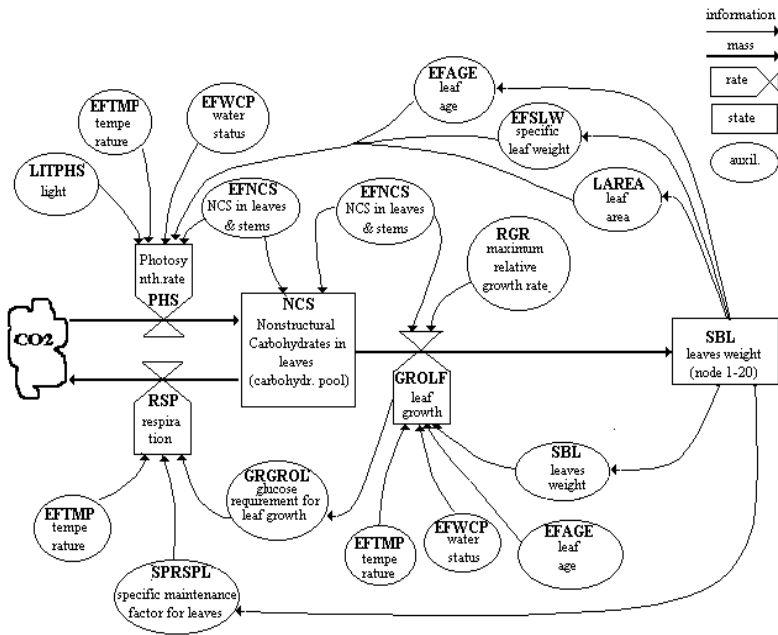 information
mass
rate
state
auxil.
EFAGE
leaf
age
EFTMP
tempe
rature
EFWCP
water
status
EFSLW
specific
leaf weight
LITPHS
light
EFNCS
NCS in leaves
& stems
EFNCS
NCS in leaves
& stems
LAREA
leaf
area
RGR
maximum
relative
growth rate
Photosy
nth.rate
PHS
CO2
NCS
Nonstructural
Carbohydrates in
leaves
(carbohydr. pool)
SBL
leaves weight
(node 1-20)
RSP
respira
tion
GROLF
leaf
growth
SBL
leaves
weight
GRGROL
glucose
requirement for
leaf growth
EFTMP
tempe
rature
EFTMP
tempe
rature
EFWCP
water
status
EFAGE
leaf
age
SPRSPL
specific maintenance
factor for leaves